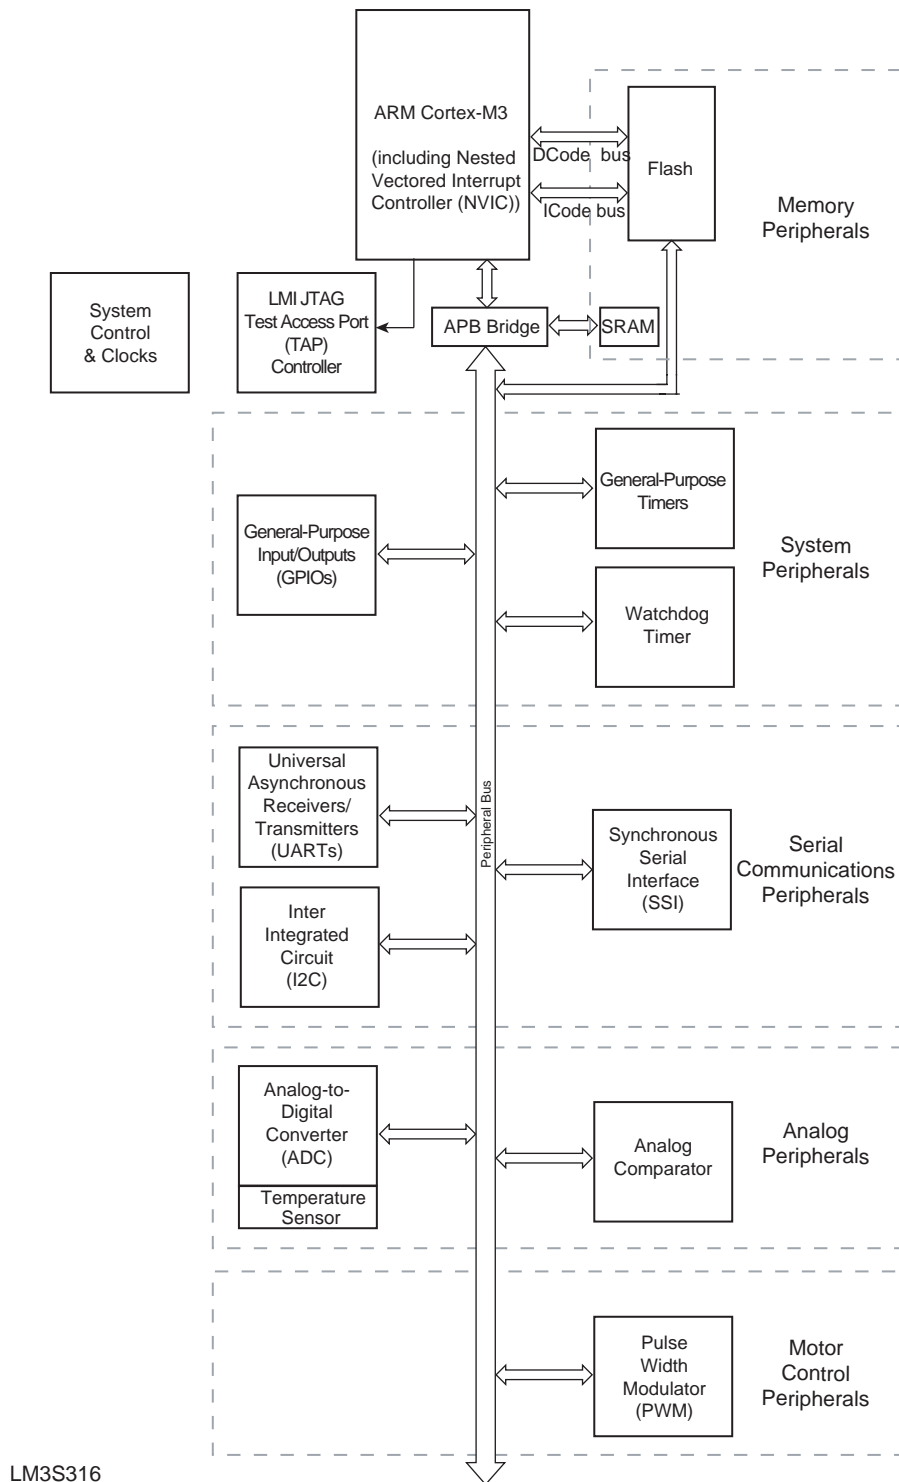 ARM Cortex-M3
(including Nested
Vectored Interrupt
Controller (NVIC))
DCode bus
ICode bus
Flash
Memory
Peripherals
System
Control
& Clocks
LMI JTAG
Test Access Port
(TAP)
Controller
APB Bridge
SRAM
General-Purpose
Input/Outputs
(GPIOs)
General-Purpose
Timers
Watchdog
Timer
System
Peripherals
Universal
Asynchronous
Receivers/
Transmitters
(UARTs)
Inter
Integrated
Circuit
(I2C)
Peripheral Bus
Synchronous
Serial
Interface
(SSI)
Serial
Communications
Peripherals
Analog-to-
Digital
Converter
(ADC)
Temperature
Sensor
Analog
Comparator
Analog
Peripherals
Pulse
Width
Modulator
(PWM)
Motor
Control
Peripherals
LM3S316